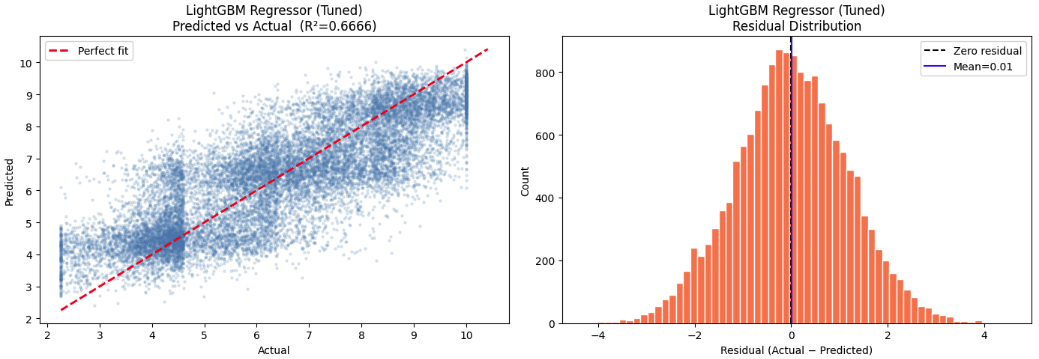 LightGBM Regressor (Tuned)
Predicted vs Actual  (R²=0.6666)
Perfect fit
10
9
8
7
6
5
4
3
2
Predicted
2
3
4
5
6
7
8
9
10
Actual
LightGBM Regressor (Tuned)
Residual Distribution
Zero residual
Mean=0.01
800
600
400
200
0
Count
−4
−2
0
2
4
Residual (Actual − Predicted)